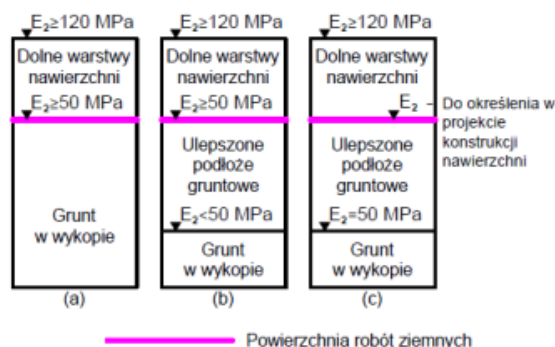 E₂≥120 MPa
Dolne warstwy
nawierzchni
E₂≥50 MPa
Grunt
w wykopie
(a)
E₂≥120 MPa
Dolne warstwy
nawierzchni
E₂≥50 MPa
Ulepszone
podłoże
gruntowe
E₂<50 MPa
Grunt
w wykopie
(b)
E₂≥120 MPa
Dolne warstwy
nawierzchni
E₂ - Do określenia w
projekcie
konstrukcji
nawierzchni
Ulepszone
podłoże
gruntowe
E₂=50 MPa
Grunt
w wykopie
(c)
Powierzchnia robót ziemnych